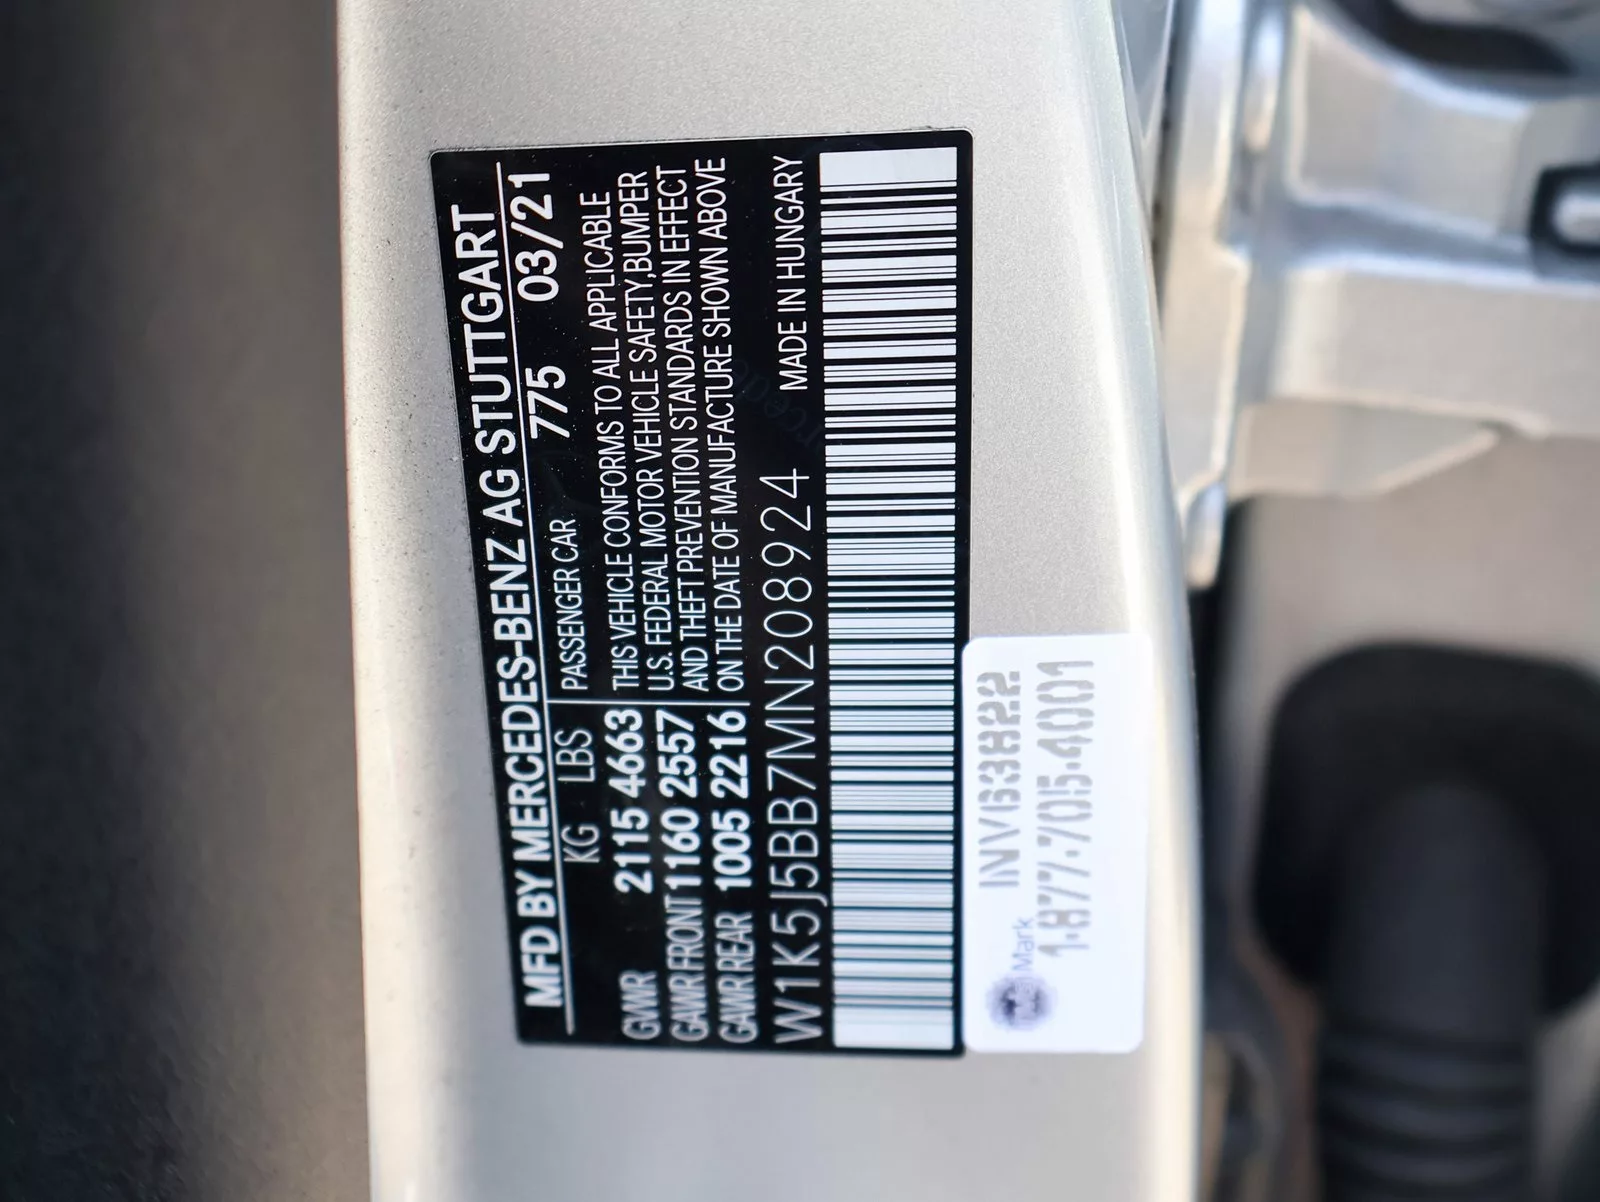 MFD BY MERCEDES-BENZ AG STUTTGART
KG LBS
PASSENGER CAR 775 03/21
GVWR 2115 4663
GAWR FRONT 1160 2557
GAWR REAR 1005 2216
THIS VEHICLE CONFORMS TO ALL APPLICABLE
U.S. FEDERAL MOTOR VEHICLE SAFETY,BUMPER
AND THEFT PREVENTION STANDARDS IN EFFECT
ON THE DATE OF MANUFACTURE SHOWN ABOVE
W1K5J5BB7MN208924 MADE IN HUNGARY
INV63822
Mark 1·877·705·4001